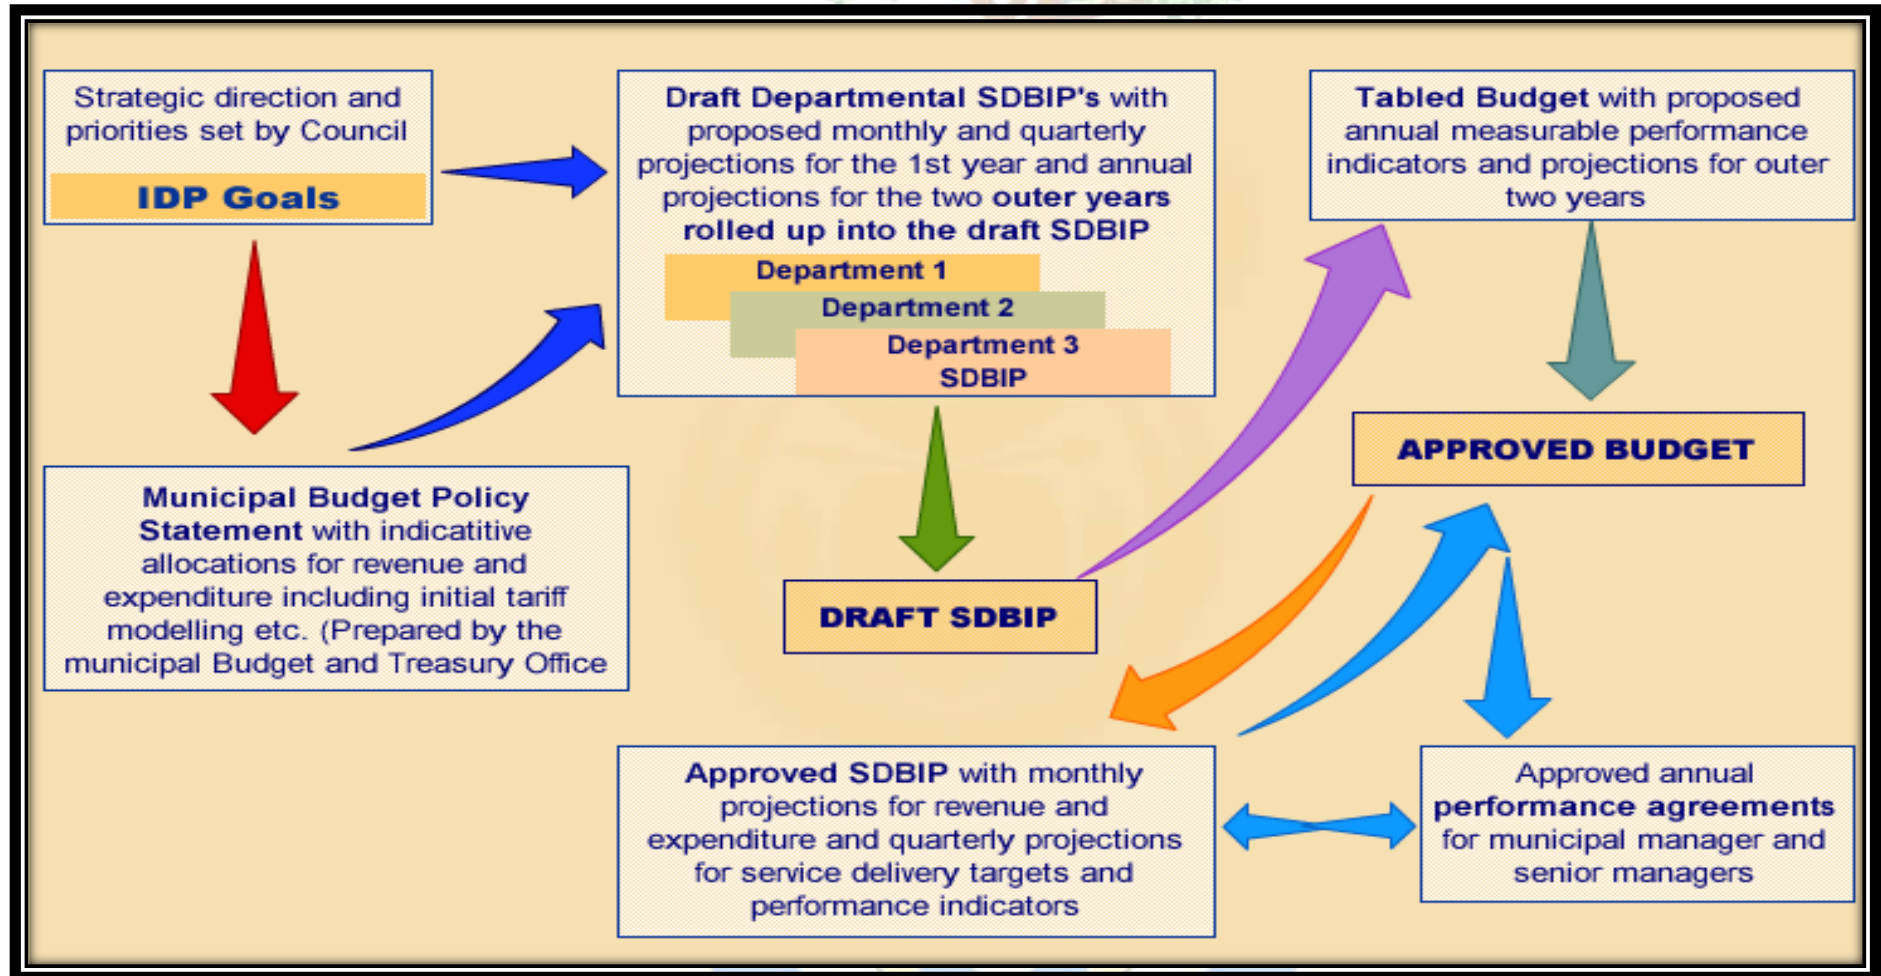 Strategic direction and
priorities set by Council
IDP Goals
Draft Departmental SDBIP's with
proposed monthly and quarterly
projections for the 1st year and annual
projections for the two outer years
rolled up into the draft SDBIP
Department 1
Department 2
Department 3
SDBIP
Tabled Budget with proposed
annual measurable performance
indicators and projections for outer
two years
Municipal Budget Policy
Statement with indicatitive
allocations for revenue and
expenditure including initial tariff
modelling etc. (Prepared by the
municipal Budget and Treasury Office
DRAFT SDBIP
APPROVED BUDGET
Approved SDBIP with monthly
projections for revenue and
expenditure and quarterly projections
for service delivery targets and
performance indicators
Approved annual
performance agreements
for municipal manager and
senior managers